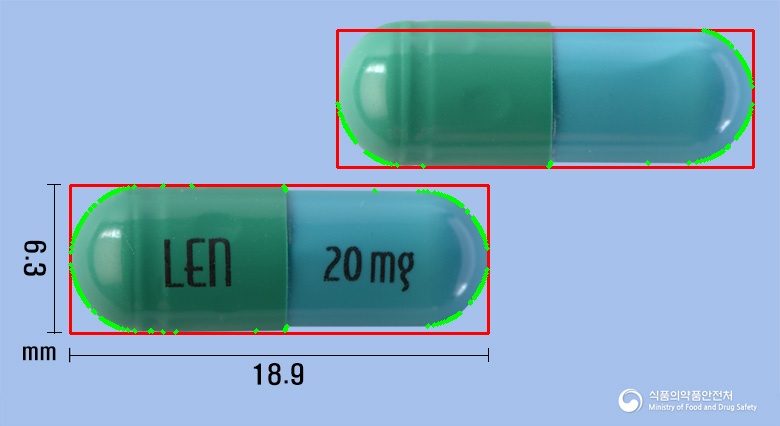 LEN 20 mg
6.3
mm
18.9
식품의약품안전처
Ministry of Food and Drug Safety